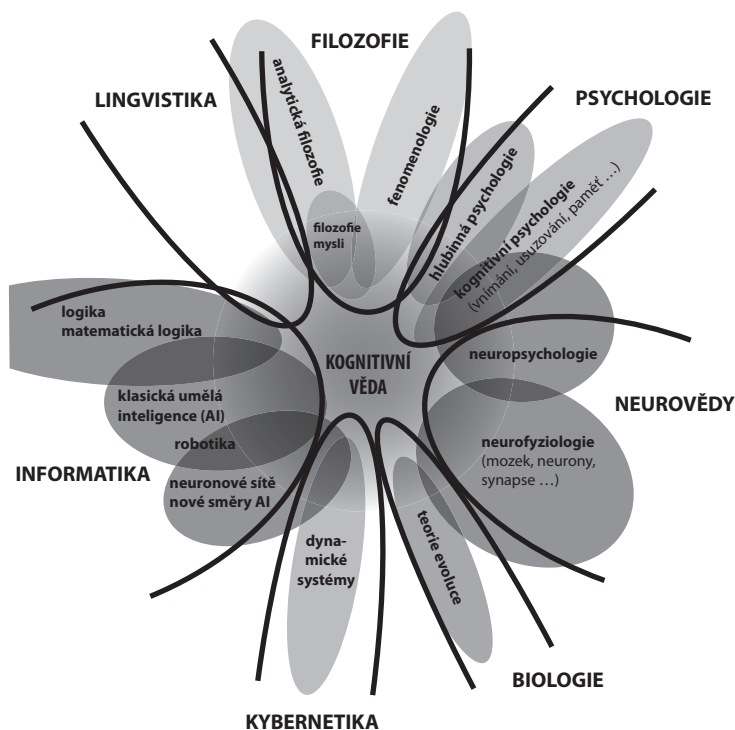 FILOZOFIE
LINGVISTIKA
PSYCHOLOGIE
analytická filozofie
fenomenologie
hlubinná psychologie
kognitivní psychologie
(vnímání, usuzování, paměť …)
filozofie
mysli
logika
matematická logika
KOGNITIVNÍ
VĚDA
neuropsychologie
klasická umělá
inteligence (AI)
NEUROVĚDY
robotika
neurofyziologie
(mozek, neurony,
synapse …)
INFORMATIKA
neuronové sítě
nové směry AI
dyna-
mické
systémy
teorie evoluce
BIOLOGIE
KYBERNETIKA